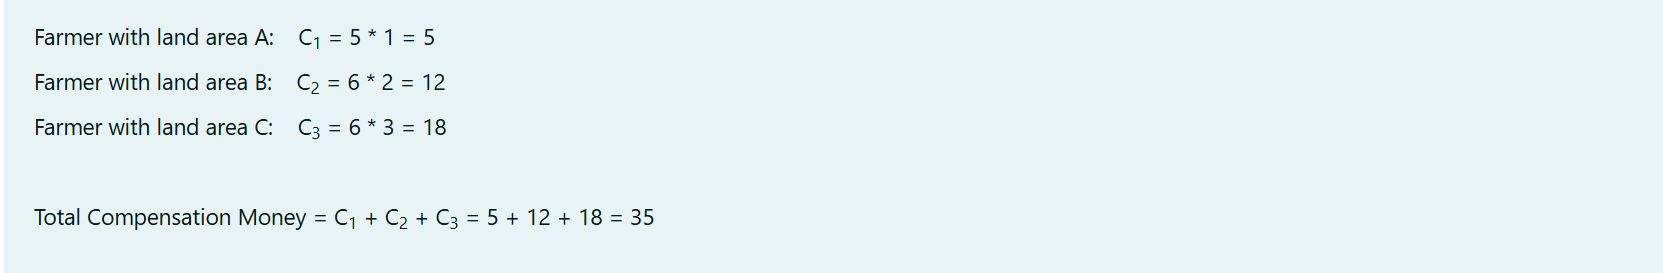 Farmer with land area A: C₁ = 5 * 1 = 5
Farmer with land area B: C₂ = 6 * 2 = 12
Farmer with land area C: C₃ = 6 * 3 = 18
Total Compensation Money = C₁ + C₂ + C₃ = 5 + 12 + 18 = 35